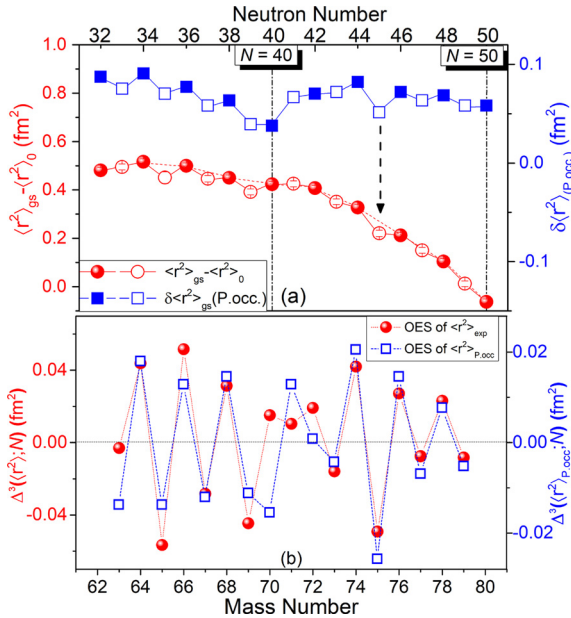 Neutron Number
32 34 36 38 40 42 44 46 48 50
N = 40
N = 50
1.0
0.8
0.6
0.4
0.2
0.0
⟨r²⟩gs-⟨r²⟩0 (fm²)
0.1
0.0
-0.1
δ⟨r²⟩(P.occ.) (fm²)
<r²>gs-<r²>0
δ<r²>gs(P.occ.)
(a)
OES of <r²>exp
OES of <r²>P.occ
0.04
0.00
-0.04
Δ³(⟨r²⟩;N) (fm²)
0.02
0.00
-0.02
Δ³(⟨r²⟩P.occ;N) (fm²)
(b)
62 64 66 68 70 72 74 76 78 80
Mass Number